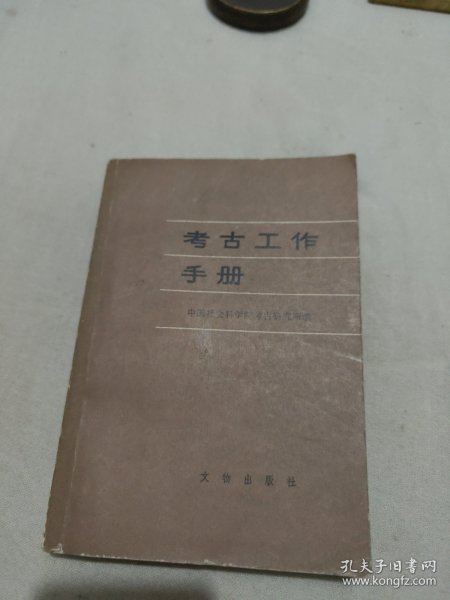 考古工作
手册
中国社会科学院考古研究所编
文物出版社
孔夫子旧书网
www.kongfz.com